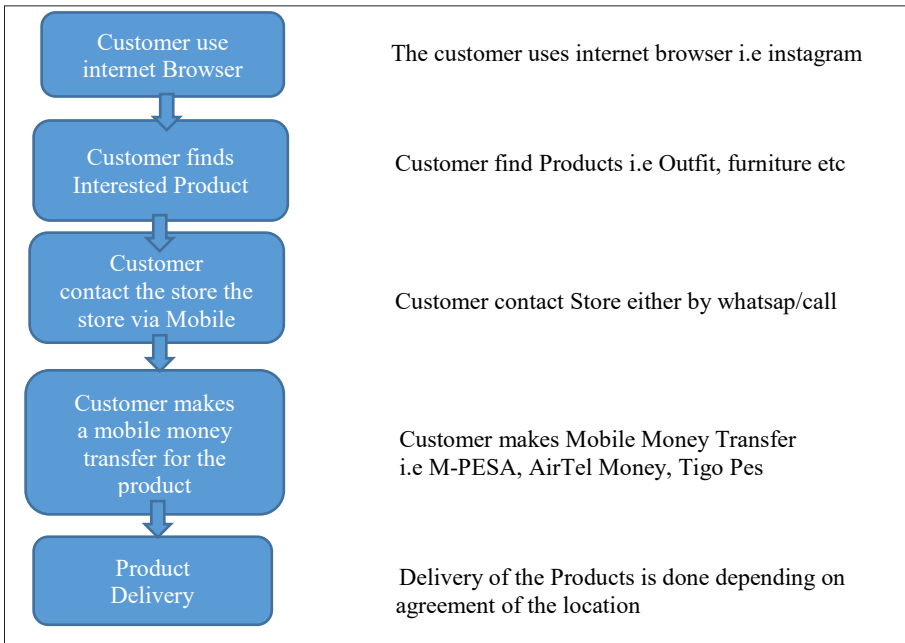 Customer use
internet Browser
The customer uses internet browser i.e instagram
Customer finds
Interested Product
Customer find Products i.e Outfit, furniture etc
Customer
contact the store the
store via Mobile
Customer contact Store either by whatsap/call
Customer makes
a mobile money
transfer for the
product
Customer makes Mobile Money Transfer
i.e M-PESA, AirTel Money, Tigo Pes
Product
Delivery
Delivery of the Products is done depending on
agreement of the location